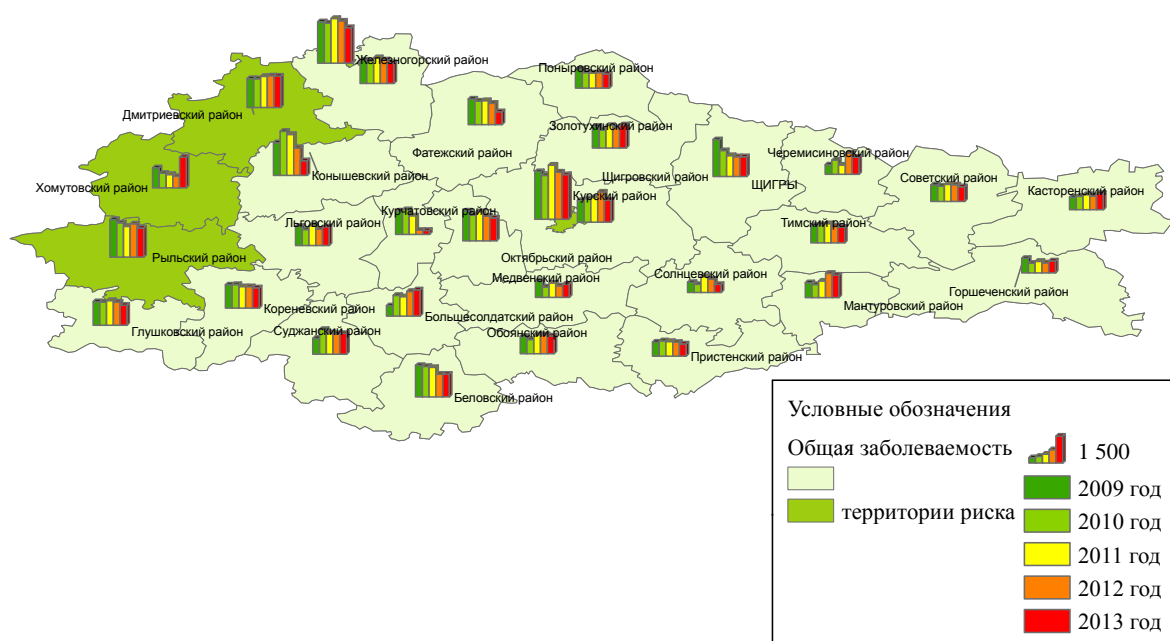 Железногорский район
Поныровский район
Дмитриевский район
Золотухинский район
Фатежский район
Черемисиновский район
Конышевский район
Щигровский район
ЩИГРЫ
Советский район
Хомутовский район
Касторенский район
Курчатовский район
Курский район
Льговский район
Тимский район
Рыльский район
Октябрьский район
Солнцевский район
Медвенский район
Горшеченский район
Кореневский район
Мантуровский район
Большесолдатский район
Глушковский район
Суджанский район
Обоянский район
Пристенский район
Беловский район
Условные обозначения
Общая заболеваемость
территории риска
1 500
2009 год
2010 год
2011 год
2012 год
2013 год